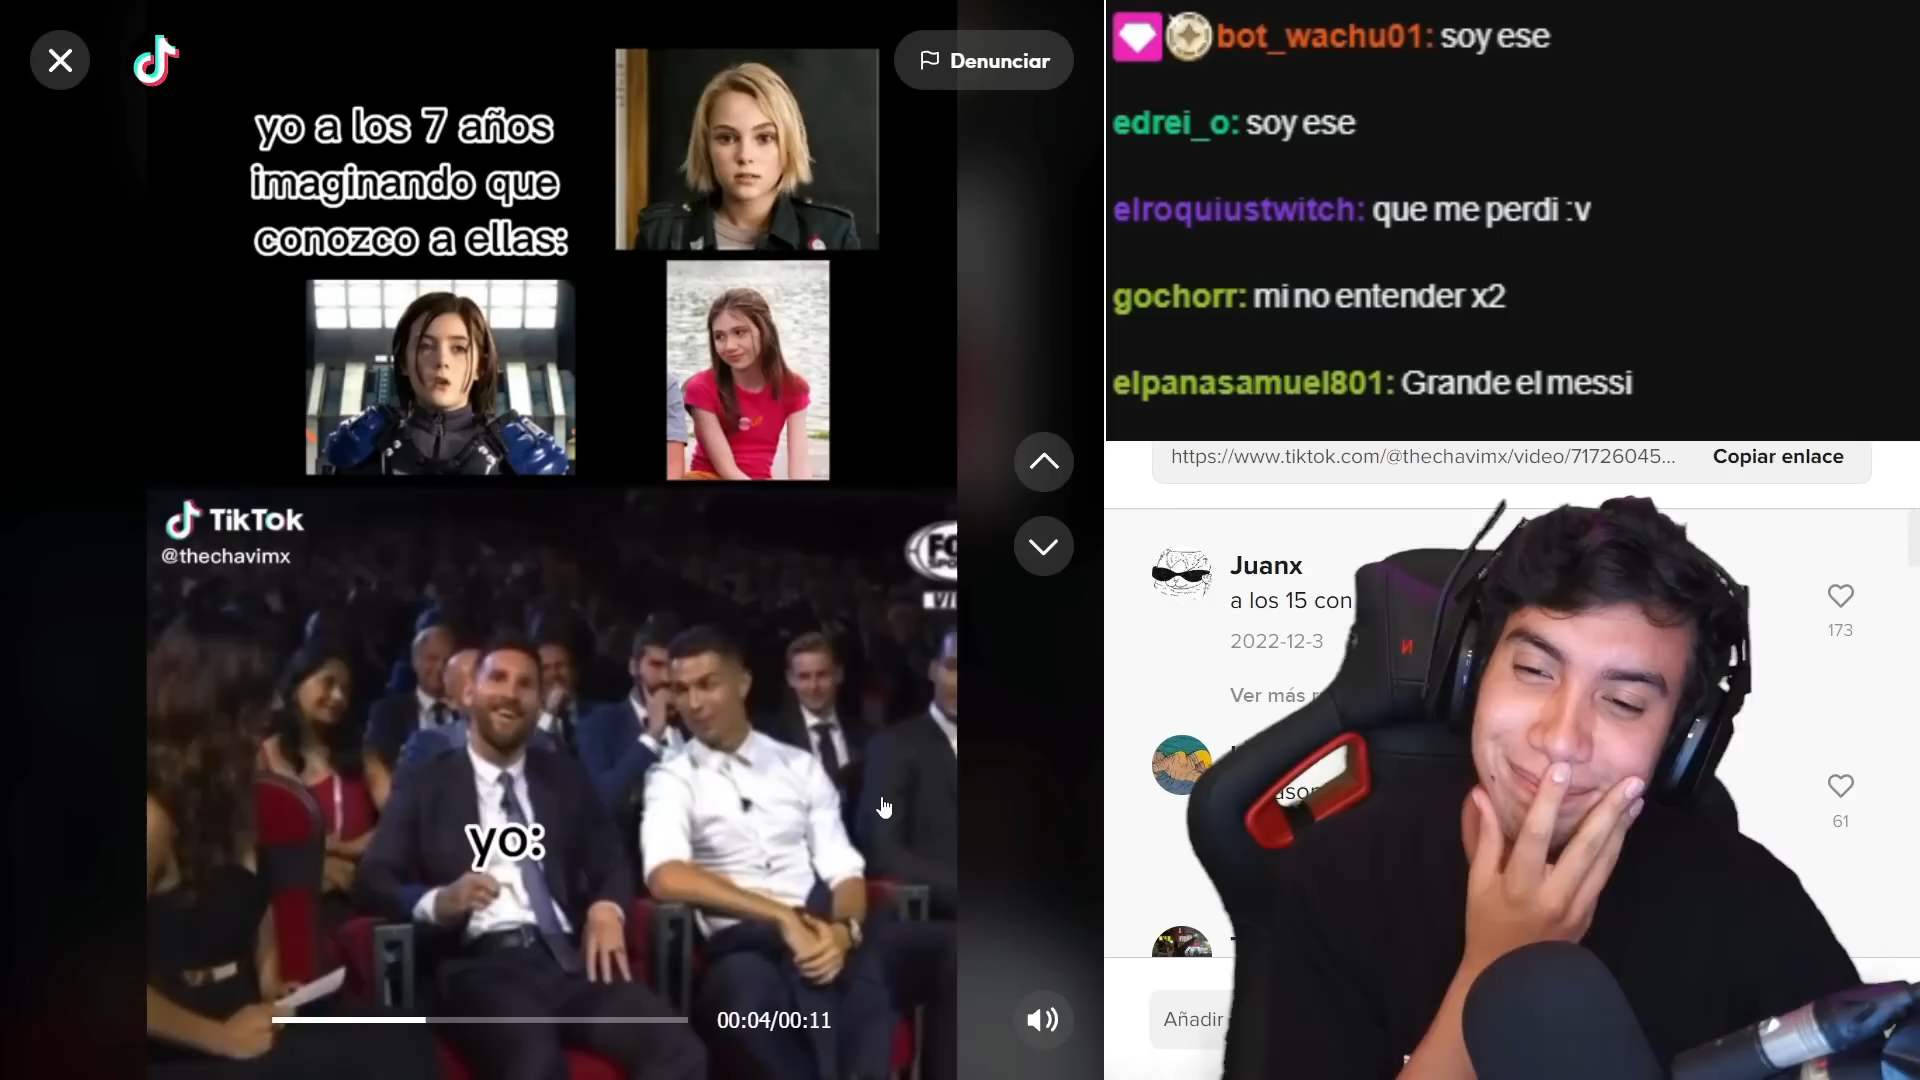 Denunciar
yo a los 7 años
imaginando que
conozco a ellas:
TikTok
@thechavimx
yo:
00:04/00:11
bot_wachu01: soy ese
edrei_o: soy ese
elroquiustwitch: que me perdi :v
gochorr: mi no entender x2
elpanasamuel801: Grande el messi
https://www.tiktok.com/@thechavimx/video/71726045...
Copiar enlace
Juanx
a los 15 con
173
2022-12-3
Ver más
61
Añadir